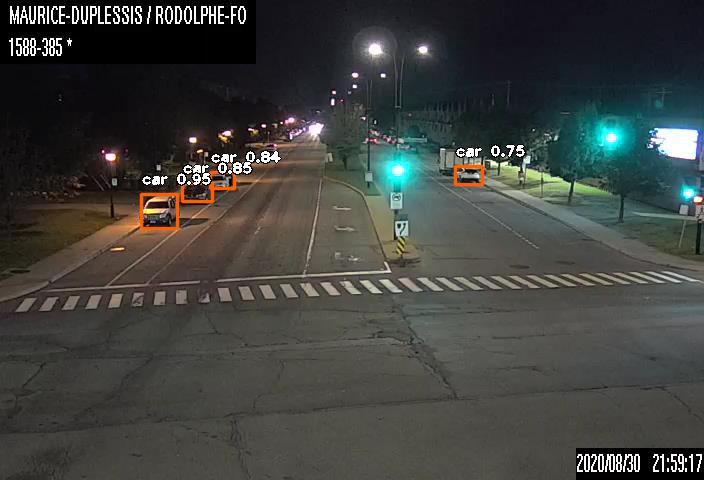 MAURICE-DUPLESSIS / RODOLPHE-FO
1588-385 *
car 0.84
car 0.85
car 0.95
car 0.75
2020/08/30 21:59:17